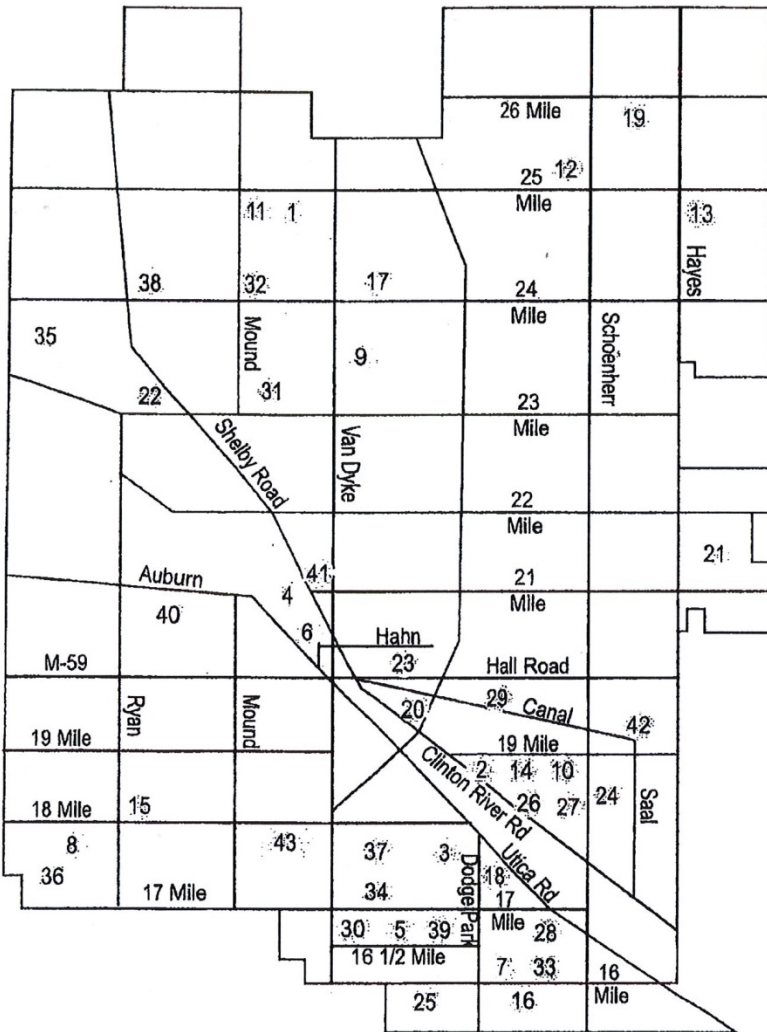 26 Mile
19
12
25
Mile
11 1
13
Hayes
38
32
17
24
Mile
35
Mound
9
Schoenherr
22
31
23
Mile
Shelby Road
Van Dyke
22
Mile
21
41
21
Mile
Auburn
4
40
6
Hahn
23
M-59
Hall Road
Ryan
Mound
20
29
Canal
42
19 Mile
19 Mile
2 14 10
Clinton River Rd
26 27 24
Saal
15
18 Mile
8
43
37
3
Dodge Park
Utica Rd
36
34
18
17 Mile
17
Mile
30 5 39
28
16 1/2 Mile
7 33
16
Mile
25
16